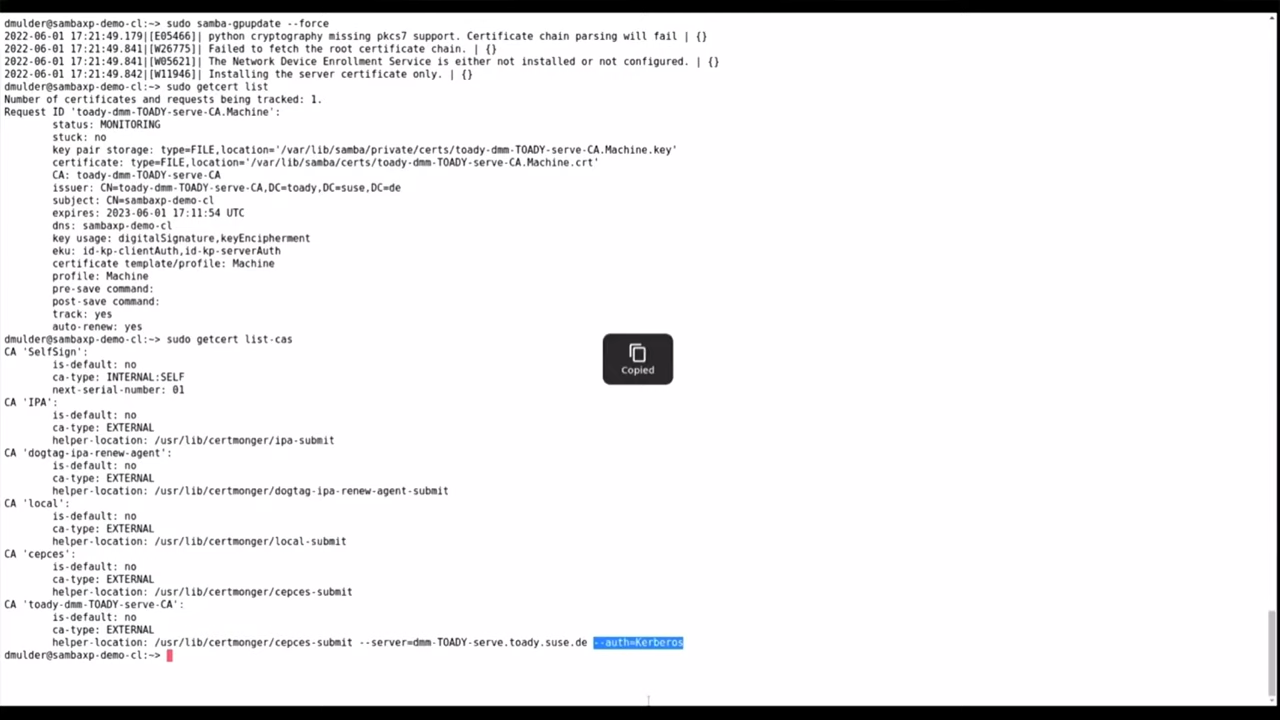 dmulder@sambaxp-demo-cl:~> sudo samba-gpupdate --force
2022-06-01 17:21:49.179|[E05466]| python cryptography missing pkcs7 support. Certificate chain parsing will fail | {}
2022-06-01 17:21:49.841|[W26775]| Failed to fetch the root certificate chain. | {}
2022-06-01 17:21:49.841|[W05621]| The Network Device Enrollment Service is either not installed or not configured. | {}
2022-06-01 17:21:49.842|[W11946]| Installing the server certificate only. | {}
dmulder@sambaxp-demo-cl:~> sudo getcert list
Number of certificates and requests being tracked: 1.
Request ID 'toady-dmm-TOADY-serve-CA.Machine':
status: MONITORING
stuck: no
key pair storage: type=FILE,location='/var/lib/samba/private/certs/toady-dmm-TOADY-serve-CA.Machine.key'
certificate: type=FILE,location='/var/lib/samba/certs/toady-dmm-TOADY-serve-CA.Machine.crt'
CA: toady-dmm-TOADY-serve-CA
issuer: CN=toady-dmm-TOADY-serve-CA,DC=toady,DC=suse,DC=de
subject: CN=sambaxp-demo-cl
expires: 2023-06-01 17:11:54 UTC
dns: sambaxp-demo-cl
key usage: digitalSignature,keyEncipherment
eku: id-kp-clientAuth,id-kp-serverAuth
certificate template/profile: Machine
profile: Machine
pre-save command:
post-save command:
track: yes
auto-renew: yes
dmulder@sambaxp-demo-cl:~> sudo getcert list-cas
CA 'SelfSign':
is-default: no
ca-type: INTERNAL:SELF
next-serial-number: 01
CA 'IPA':
is-default: no
ca-type: EXTERNAL
helper-location: /usr/lib/certmonger/ipa-submit
CA 'dogtag-ipa-renew-agent':
is-default: no
ca-type: EXTERNAL
helper-location: /usr/lib/certmonger/dogtag-ipa-renew-agent-submit
CA 'local':
is-default: no
ca-type: EXTERNAL
helper-location: /usr/lib/certmonger/local-submit
CA 'cepces':
is-default: no
ca-type: EXTERNAL
helper-location: /usr/lib/certmonger/cepces-submit
CA 'toady-dmm-TOADY-serve-CA':
is-default: no
ca-type: EXTERNAL
helper-location: /usr/lib/certmonger/cepces-submit --server=dmm-TOADY-serve.toady.suse.de --auth=Kerberos
dmulder@sambaxp-demo-cl:~>
Copied